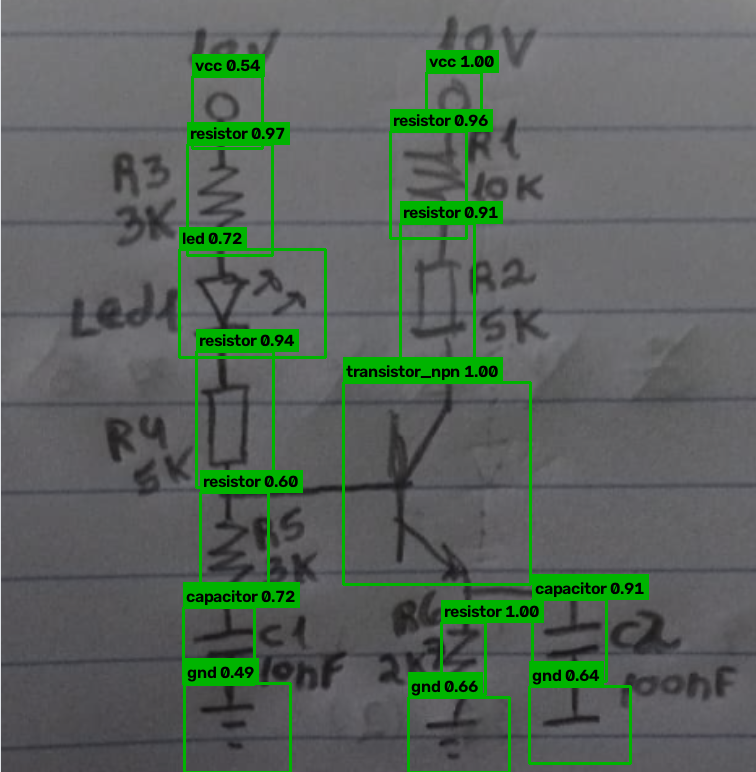 10V
vcc 0.54
vcc 1.00
resistor 0.97
resistor 0.96
R1
10K
R3
3K
resistor 0.91
led 0.72
R2
5K
Led1
resistor 0.94
transistor_npn 1.00
R4
5K
resistor 0.60
R5
3K
capacitor 0.72
capacitor 0.91
resistor 1.00
R6
2K
C1
10nF
C2
100nF
gnd 0.49
gnd 0.66
gnd 0.64